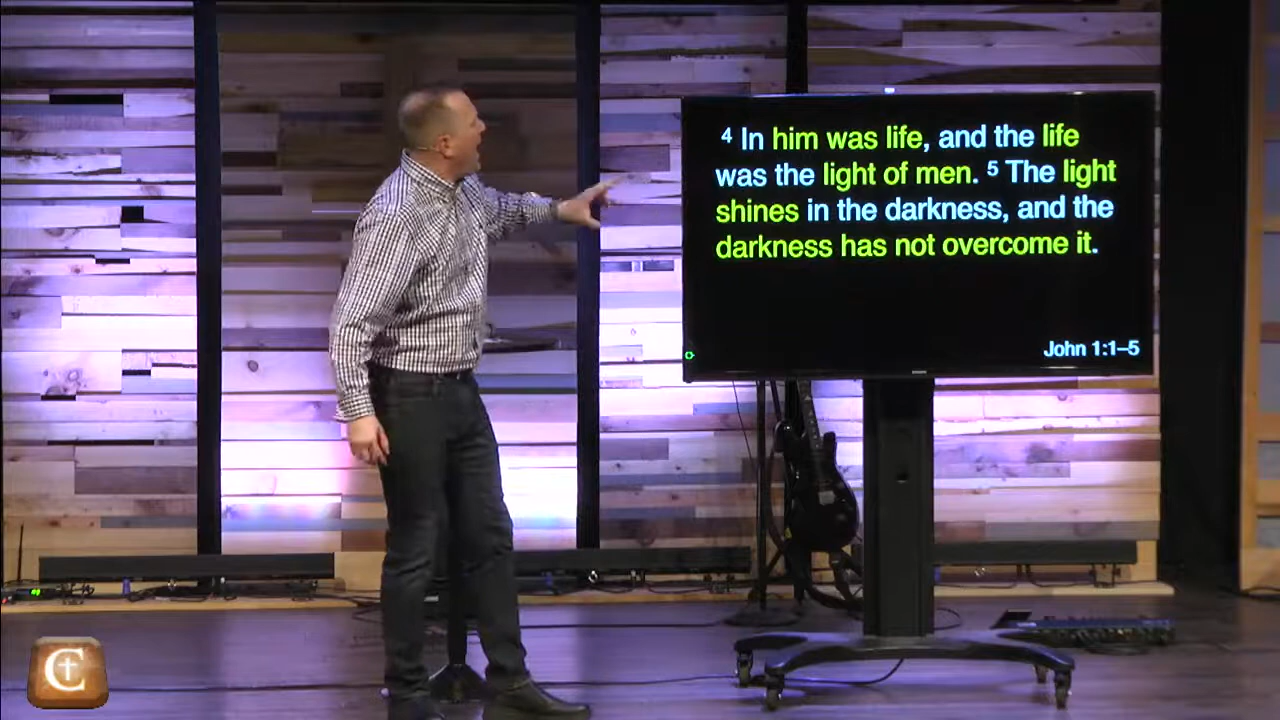 4 In him was life, and the life
was the light of men. 5 The light
shines in the darkness, and the
darkness has not overcome it.
John 1:1–5
C